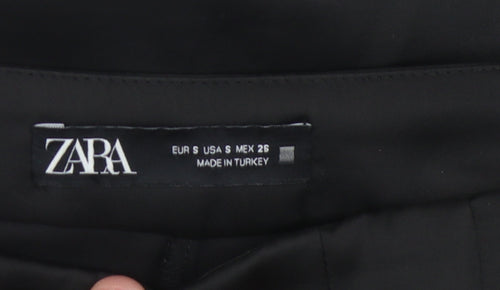 ZARA
EUR S USA S MEX 26
MADE IN TURKEY